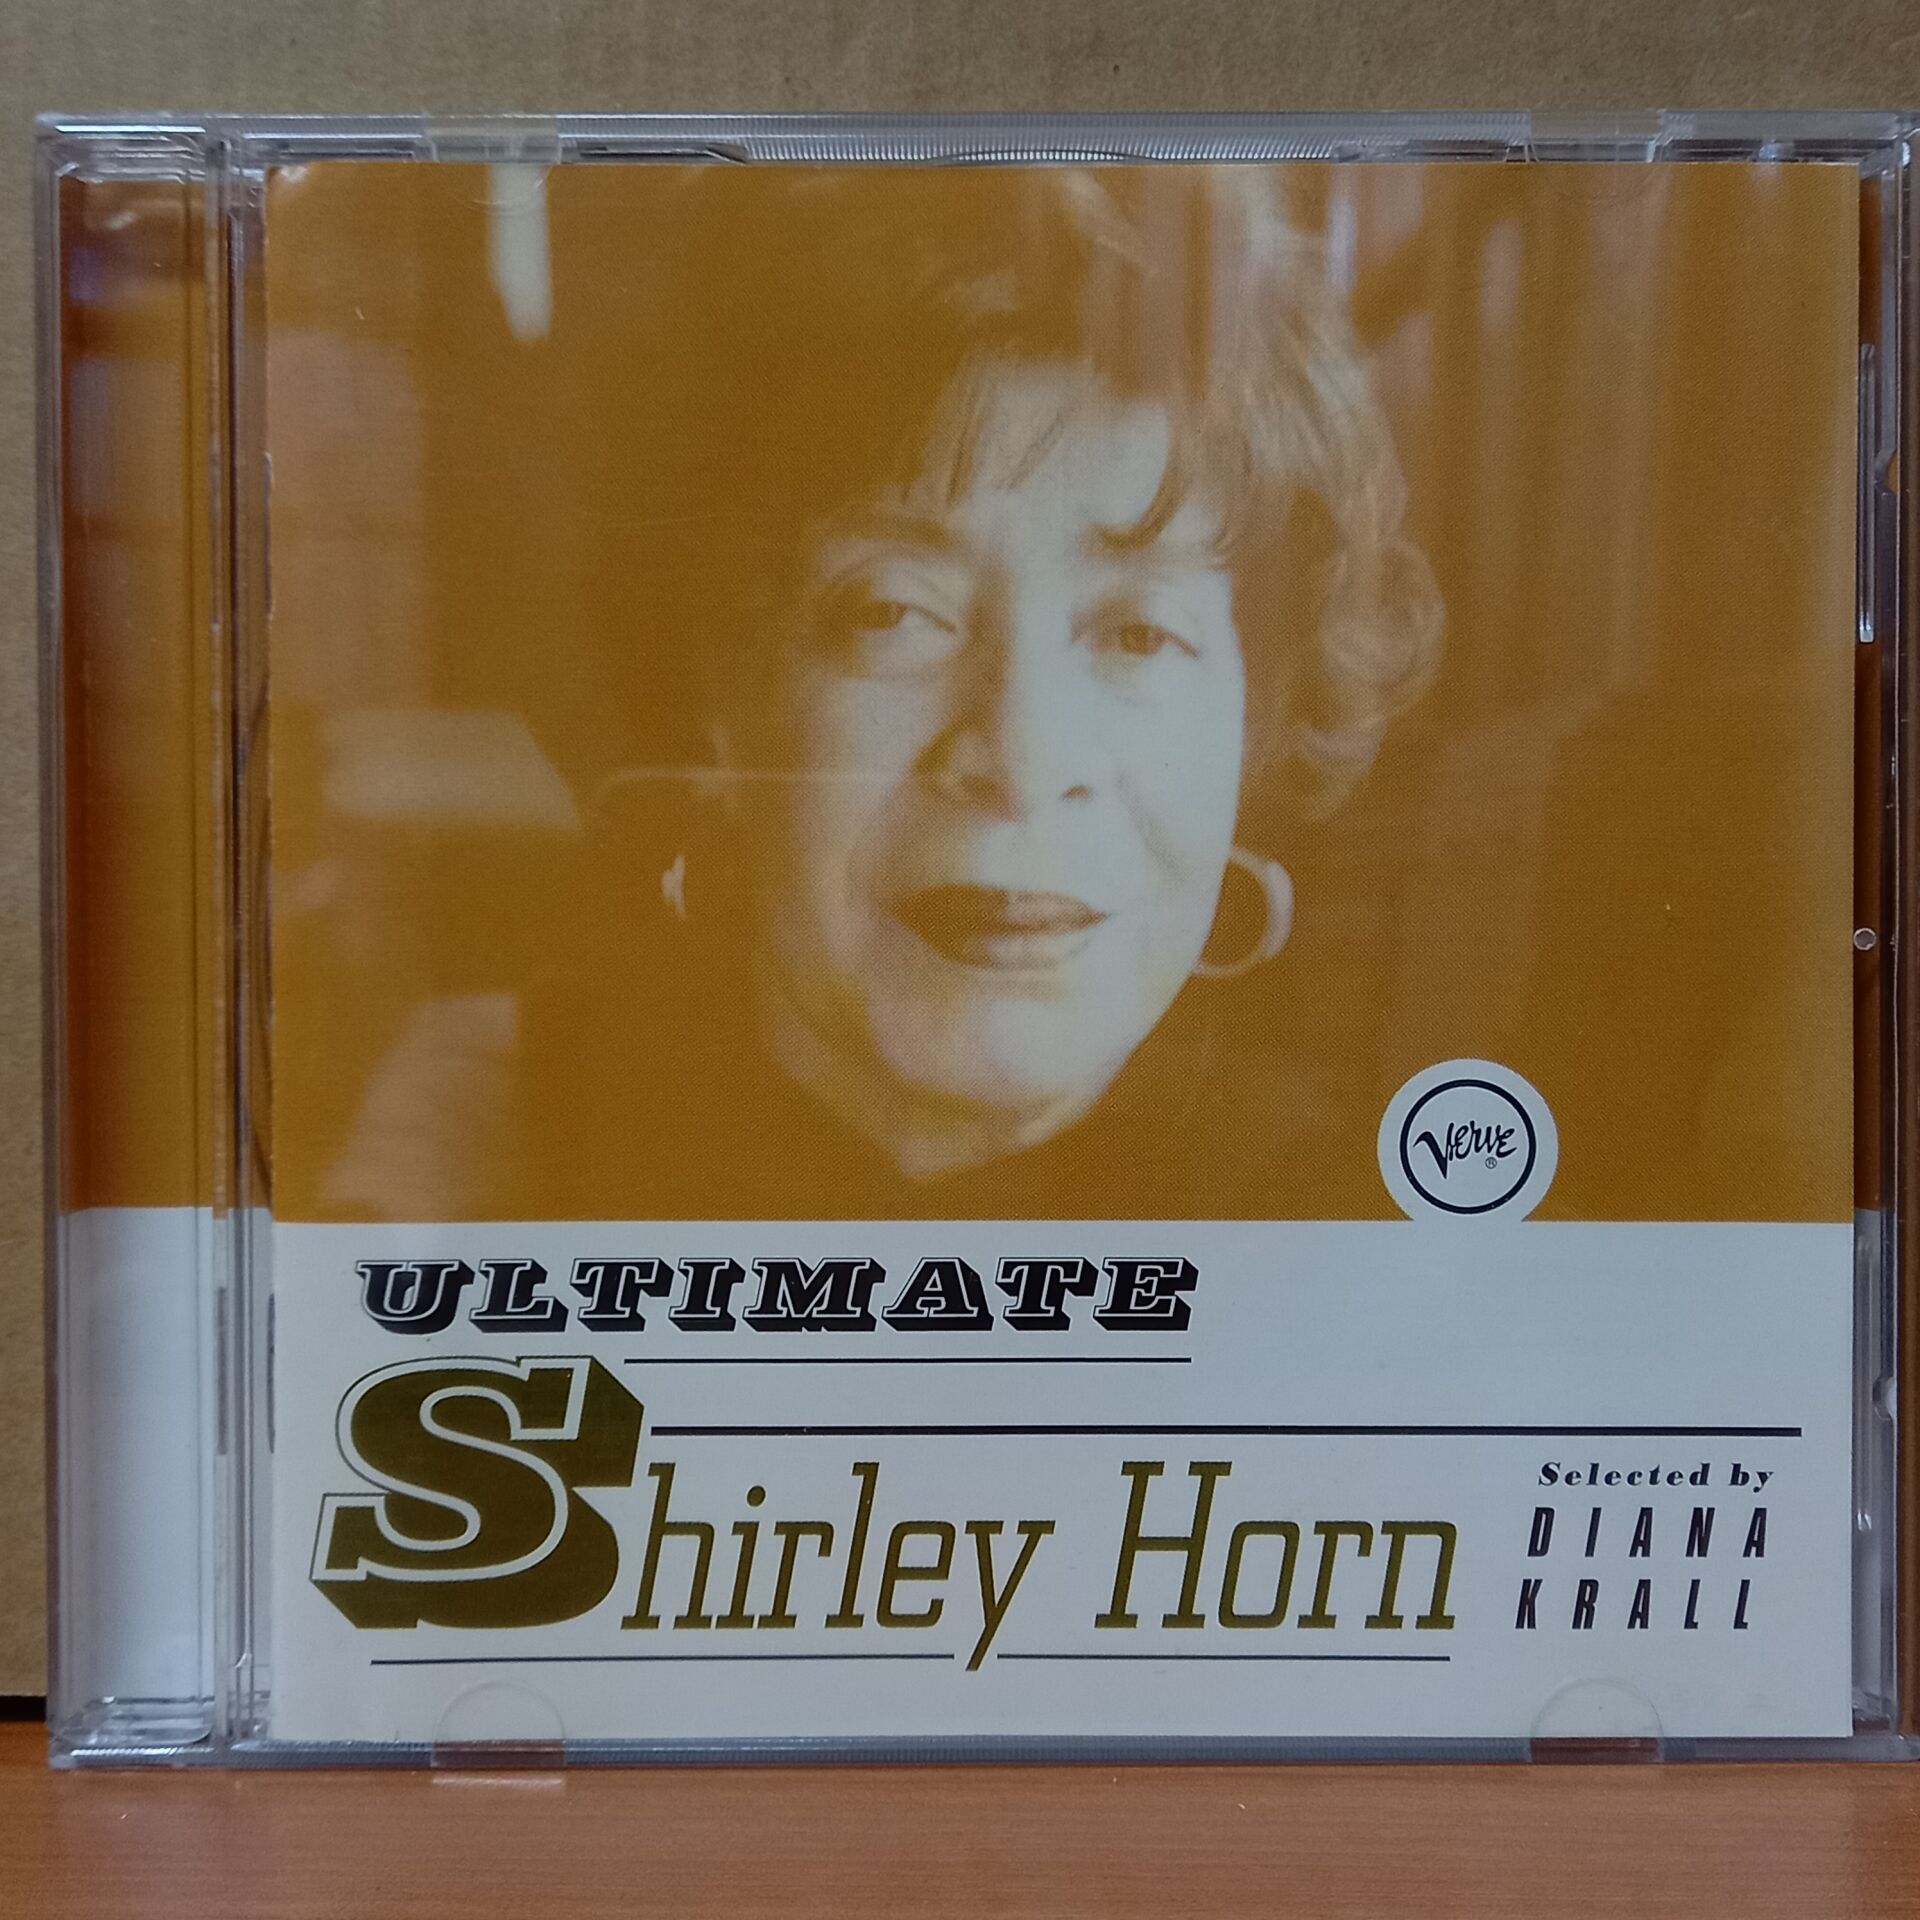 Verve®
ULTIMATE
Shirley Horn
Selected by
DIANA
KRALL